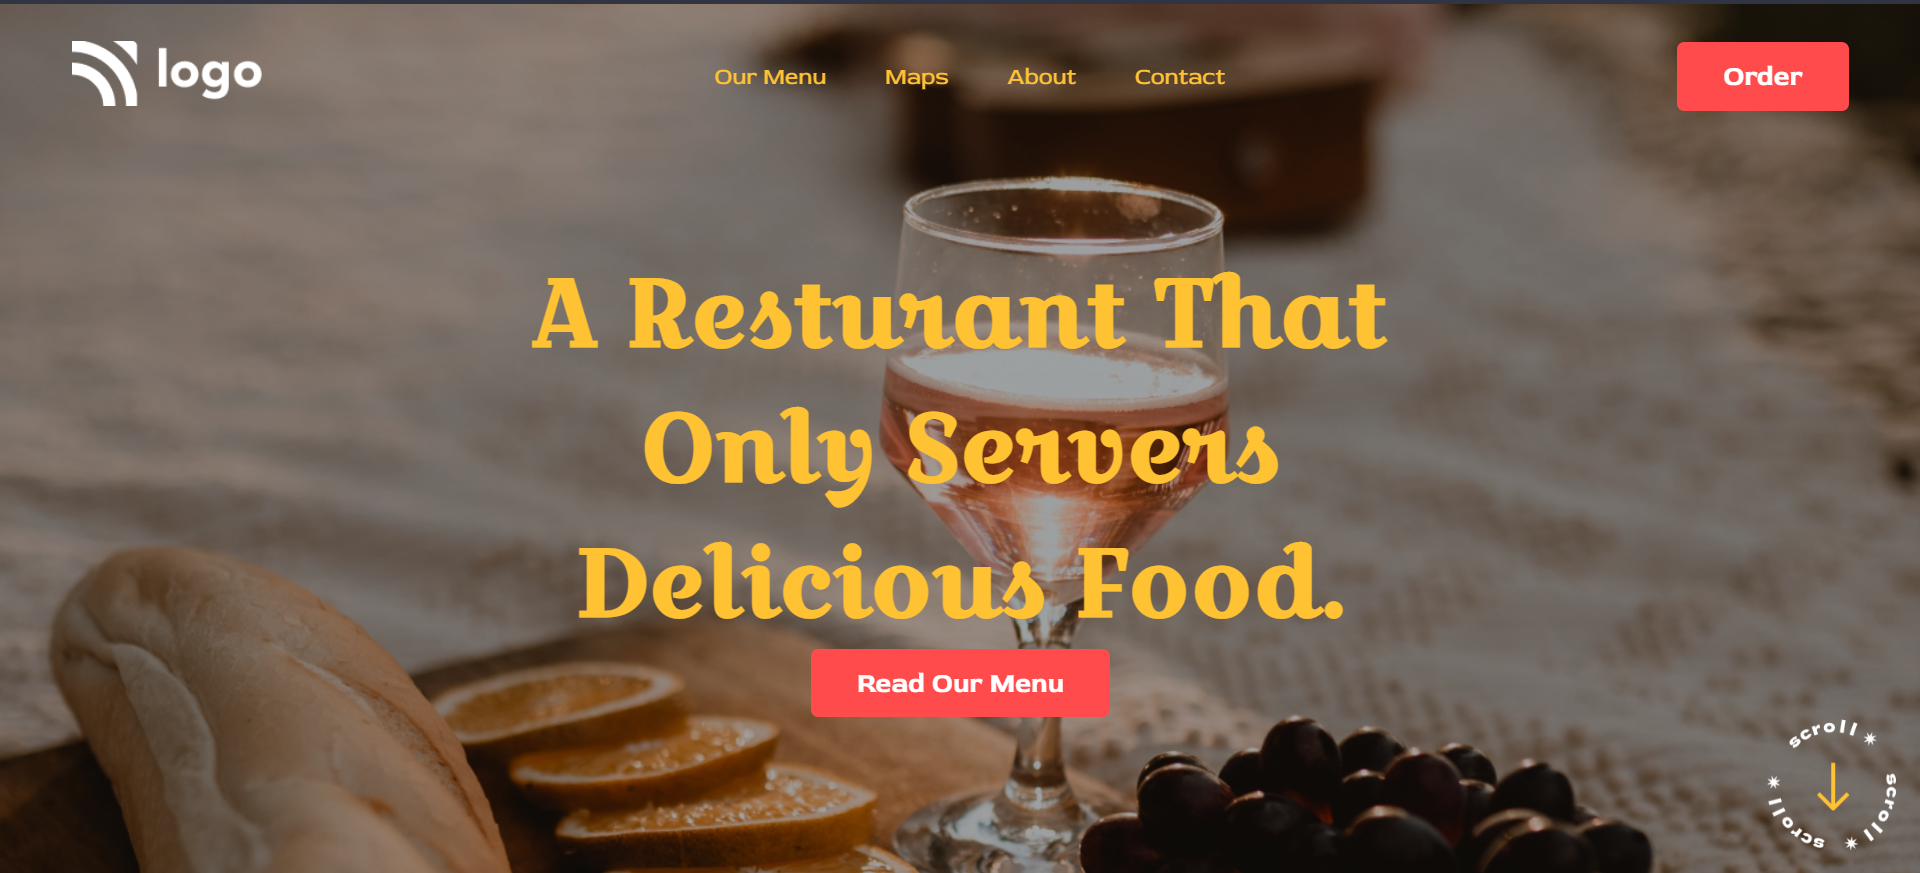 logo
Our Menu
Maps
About
Contact
Order
A Resturant That
Only Servers
Delicious Food.
Read Our Menu
scroll ✷ scroll ✷ scroll ✷